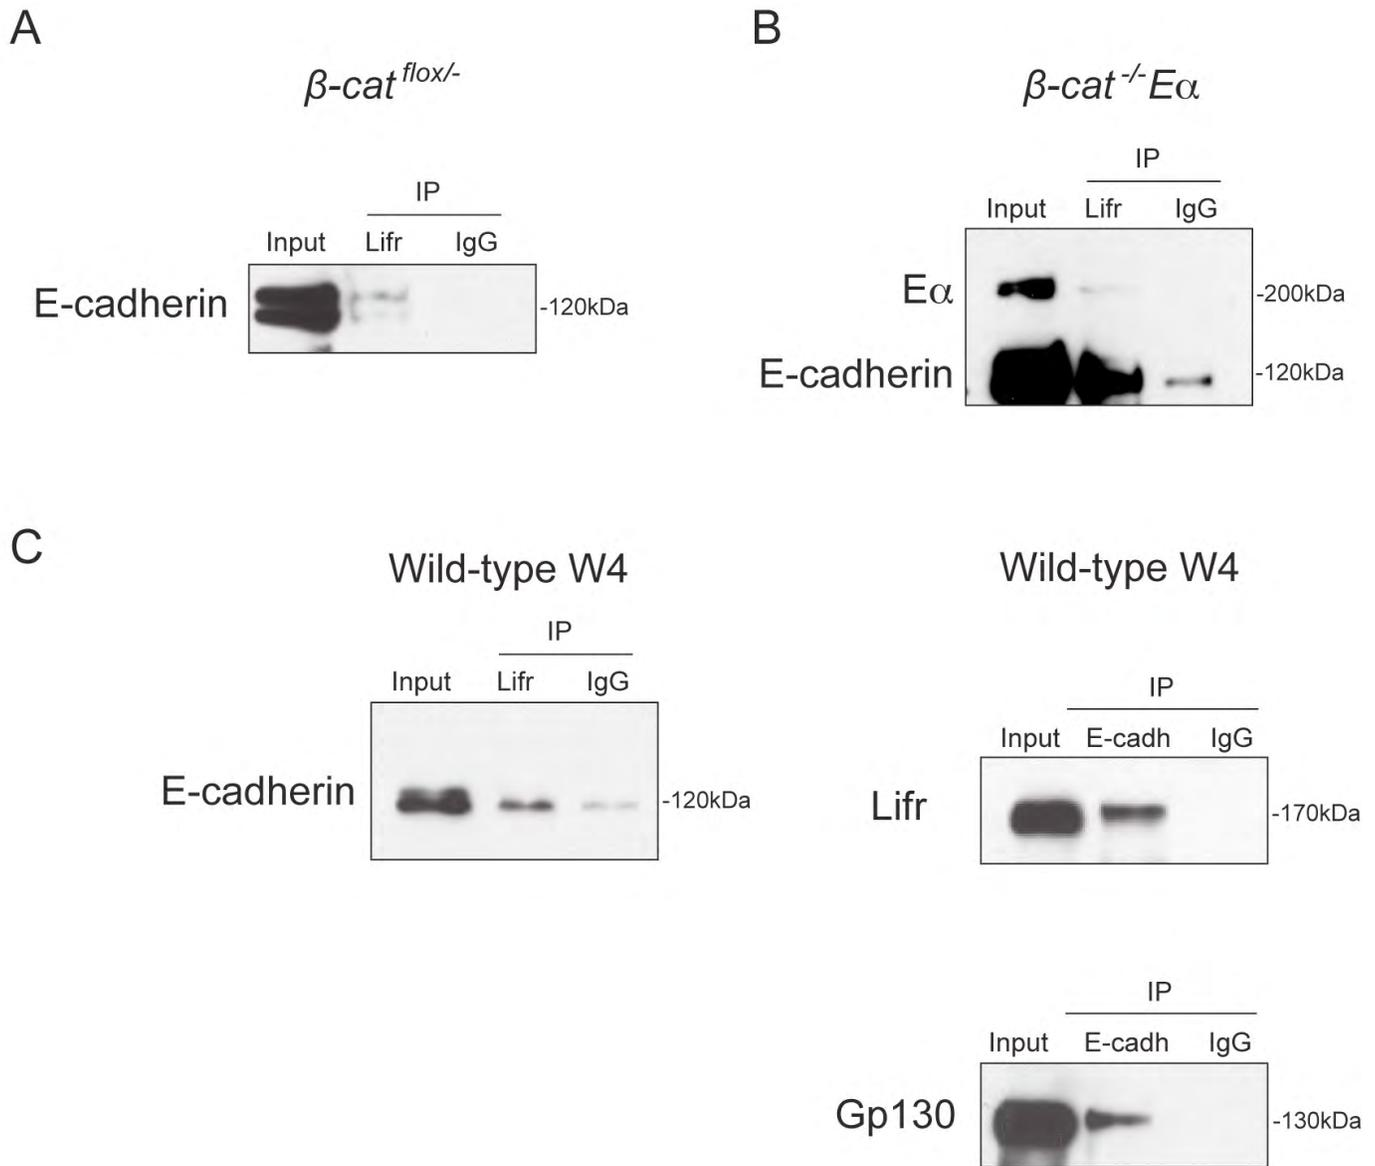 A
β-cat flox/-
IP
Input Lifr IgG
E-cadherin
-120kDa
B
β-cat -/- Eα
IP
Input Lifr IgG
Eα
-200kDa
E-cadherin
-120kDa
C
Wild-type W4
IP
Input Lifr IgG
E-cadherin
-120kDa
Wild-type W4
IP
Input E-cadh IgG
Lifr
-170kDa
IP
Input E-cadh IgG
Gp130
-130kDa